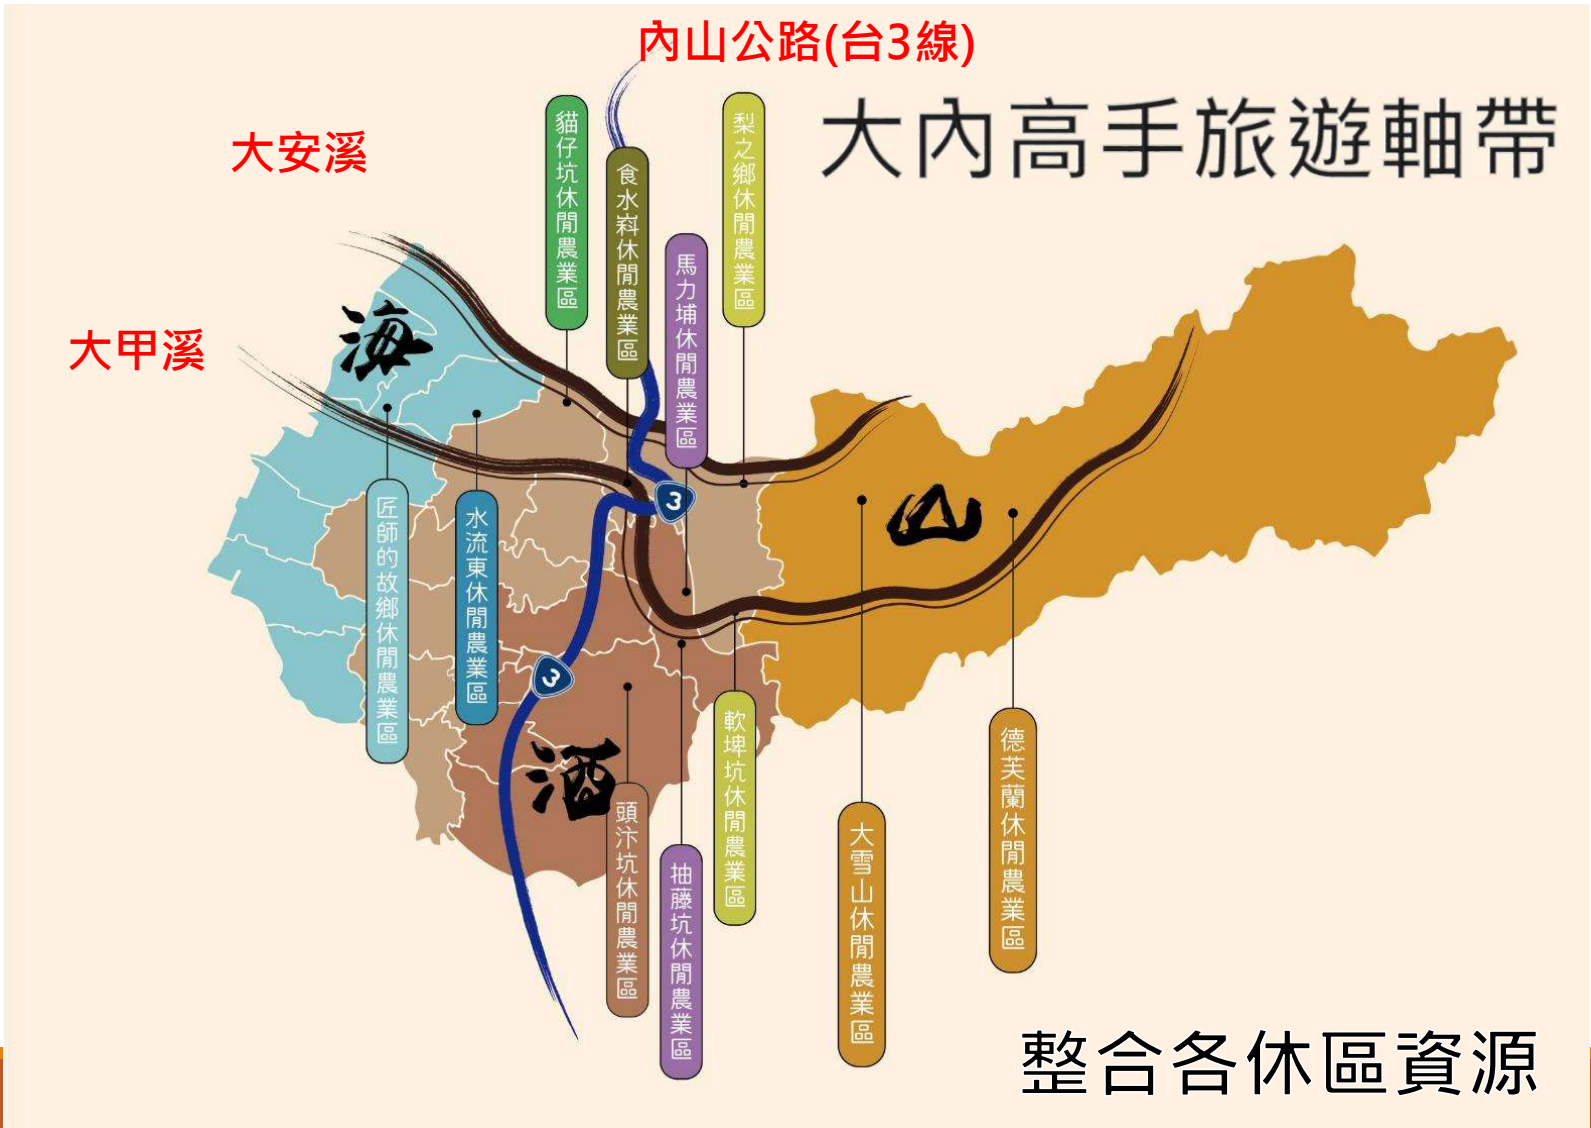 內山公路(台3線)
大內高手旅遊軸帶
大安溪
大甲溪
貓仔坑休閒農業區
食水嵙休閒農業區
馬力埔休閒農業區
梨之鄉休閒農業區
海
山
酒
3
3
匠師的故鄉休閒農業區
水流東休閒農業區
頭汴坑休閒農業區
抽藤坑休閒農業區
軟埤坑休閒農業區
大雪山休閒農業區
德芙蘭休閒農業區
整合各休區資源